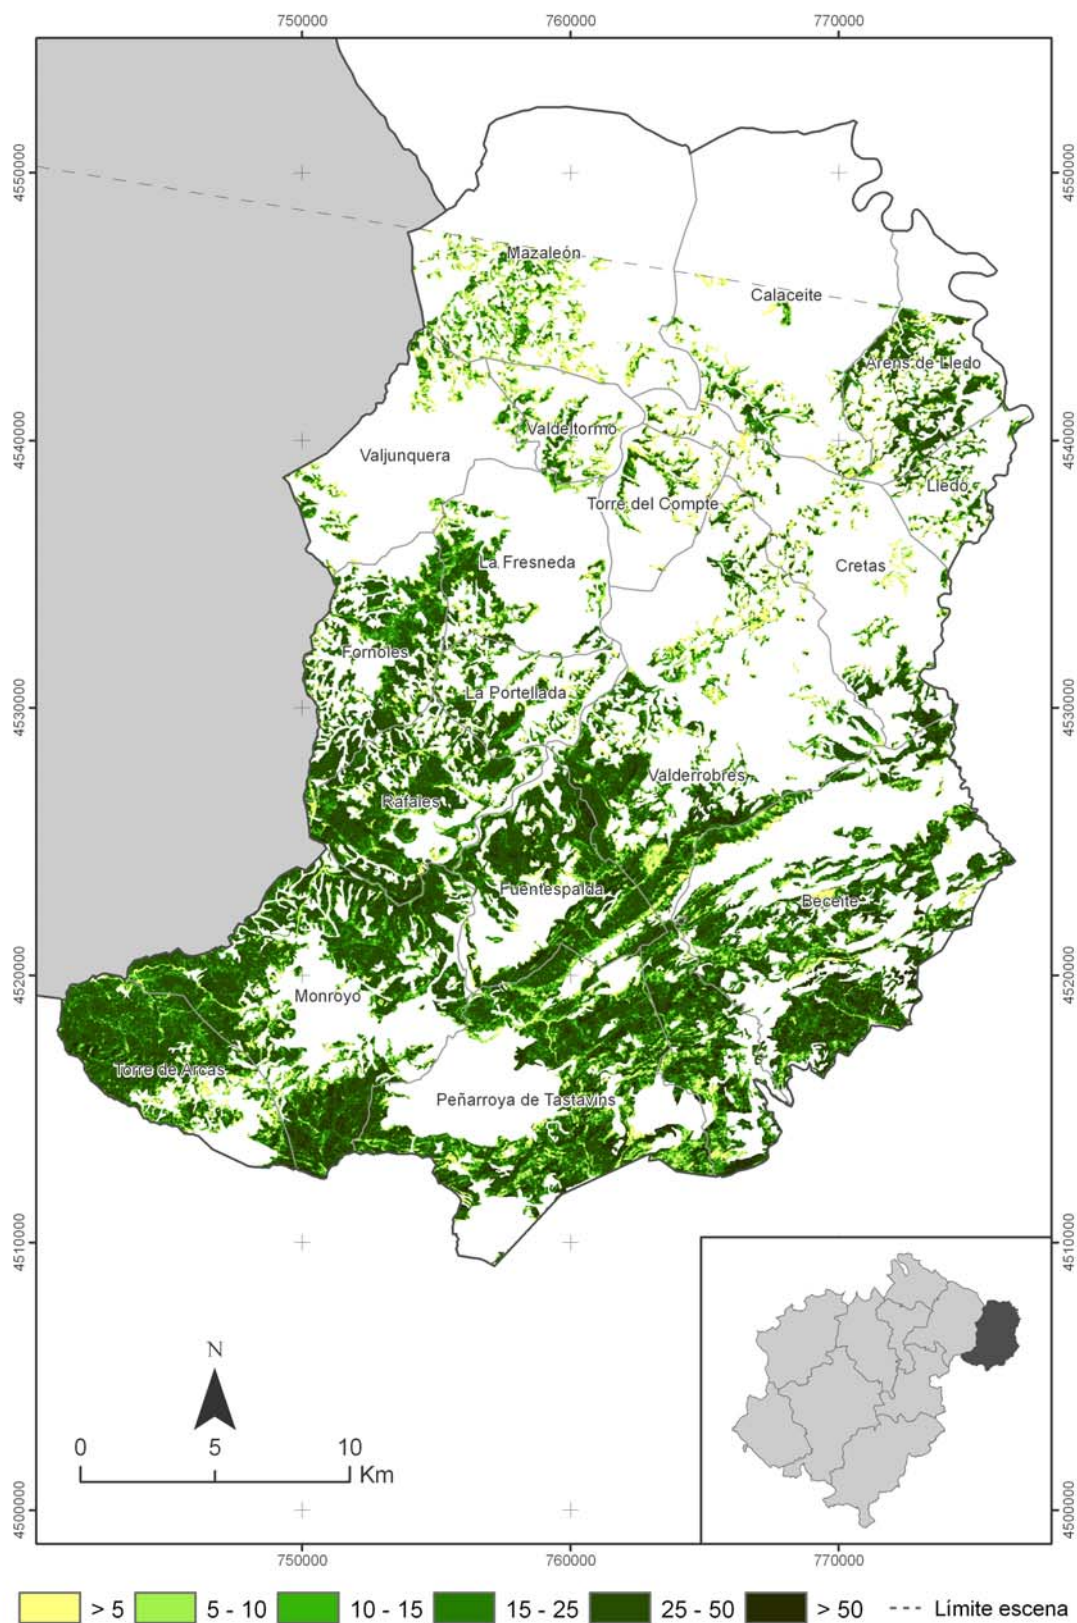 750000 760000 770000
4550000 4550000
Mazaleón
Calaceite
Arens de Lledo
4540000 4540000
Valdeltormo
Valjunquera
Lledó
Torre del Compte
La Fresneda
Cretas
Fornoles
La Portellada
4530000 4530000
Valderrobres
Rafales
Fuentespalda
Beceite
4520000 4520000
Monroyo
Torre de Arcas
Peñarroya de Tastavins
4510000 4510000
N
0 5 10
Km
4500000 4500000
750000 760000 770000
> 5 5 - 10 10 - 15 15 - 25 25 - 50 > 50 Límite escena